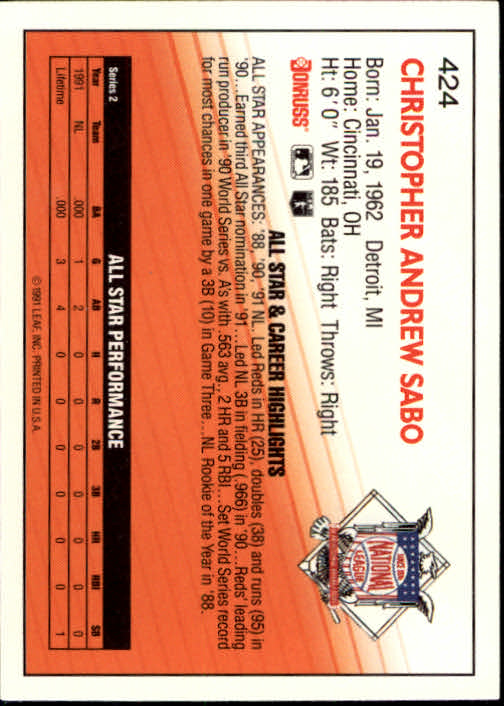 424
CHRISTOPHER ANDREW SABO
Born: Jan. 19, 1962 Detroit, MI
Home: Cincinnati, OH
Ht: 6'0" Wt: 185 Bats: Right Throws: Right
DONRUSS
NATIONAL
LEAGUE
ALL STAR & CAREER HIGHLIGHTS
ALL STAR APPEARANCES: '88, '90, '91 NL. Led Reds in HR (25), doubles (38) and runs (95) in
'90...Earned third All Star nomination in '91...Led NL 3B in fielding (.966) in '90...Reds' leading
run producer in '90 World Series vs. A's with .563 avg., 2 HR and 5 RBI...Set World Series record
for most chances in one game by a 3B (10) in Game Three...NL Rookie of the Year in '88.
Series 2 ALL STAR PERFORMANCE
Year Team BA G AB H R 2B 3B HR RBI SB
1991 NL .000 1 2 0 0 0 0 0 0 0
Lifetime .000 3 4 0 0 0 0 0 0 1
© 1991 LEAF, INC. PRINTED IN U.S.A.